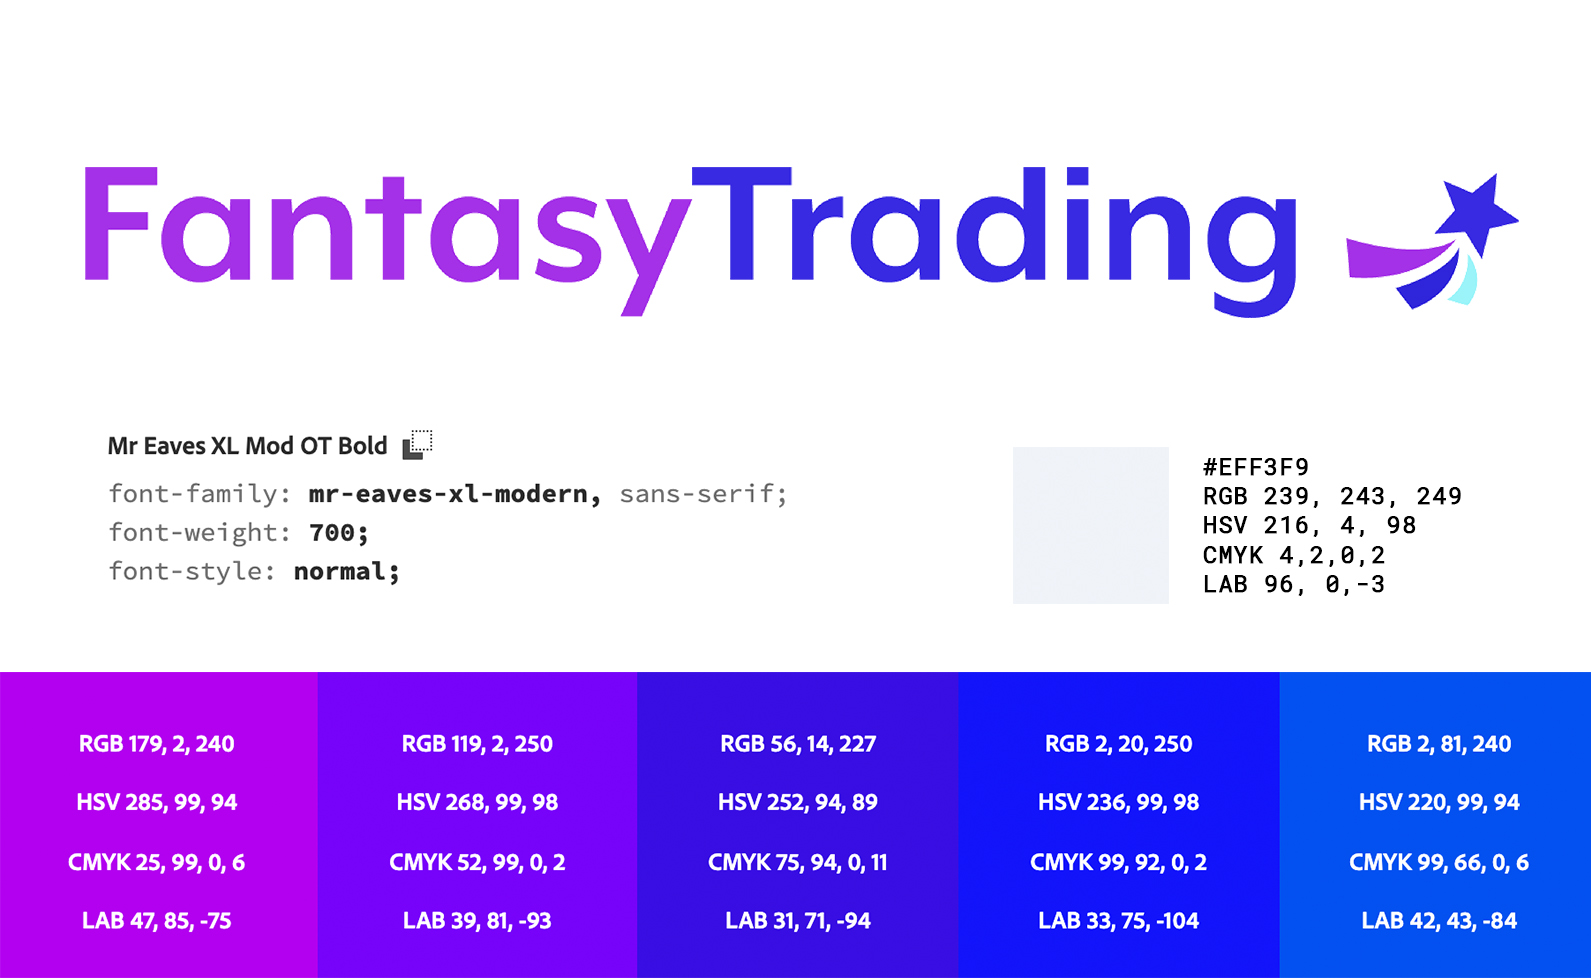 FantasyTrading
Mr Eaves XL Mod OT Bold
font-family: mr-eaves-xl-modern, sans-serif;
font-weight: 700;
font-style: normal;
#EFF3F9
RGB 239, 243, 249
HSV 216, 4, 98
CMYK 4,2,0,2
LAB 96, 0,-3
RGB 179, 2, 240
HSV 285, 99, 94
CMYK 25, 99, 0, 6
LAB 47, 85, -75
RGB 119, 2, 250
HSV 268, 99, 98
CMYK 52, 99, 0, 2
LAB 39, 81, -93
RGB 56, 14, 227
HSV 252, 94, 89
CMYK 75, 94, 0, 11
LAB 31, 71, -94
RGB 2, 20, 250
HSV 236, 99, 98
CMYK 99, 92, 0, 2
LAB 33, 75, -104
RGB 2, 81, 240
HSV 220, 99, 94
CMYK 99, 66, 0, 6
LAB 42, 43, -84